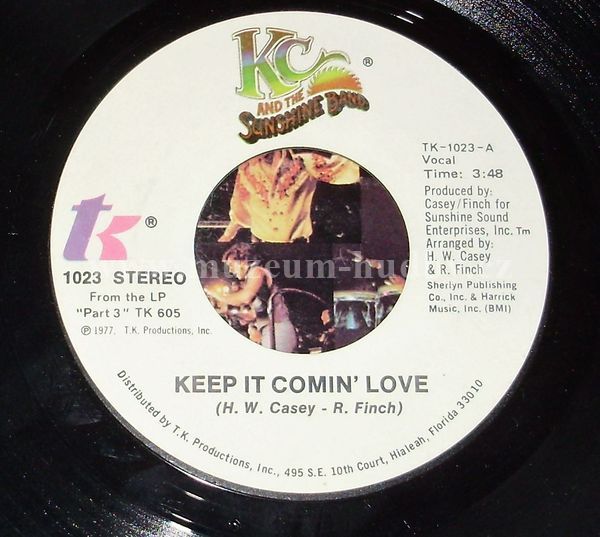 KC ®
AND THE
SUNSHINE BAND
TK-1023-A
Vocal
Time: 3:48
Produced by:
Casey/Finch for
Sunshine Sound
Enterprises, Inc. Tm
Arranged by:
H. W. Casey
& R. Finch
Sherlyn Publishing
Co., Inc. & Harrick
Music, Inc. (BMI)
tk ®
1023 STEREO
From the LP
"Part 3" TK 605
℗ 1977. T.K. Productions, Inc.
KEEP IT COMIN' LOVE
(H. W. Casey - R. Finch)
Distributed by T.K. Productions, Inc., 495 S.E. 10th Court, Hialeah, Florida 33010